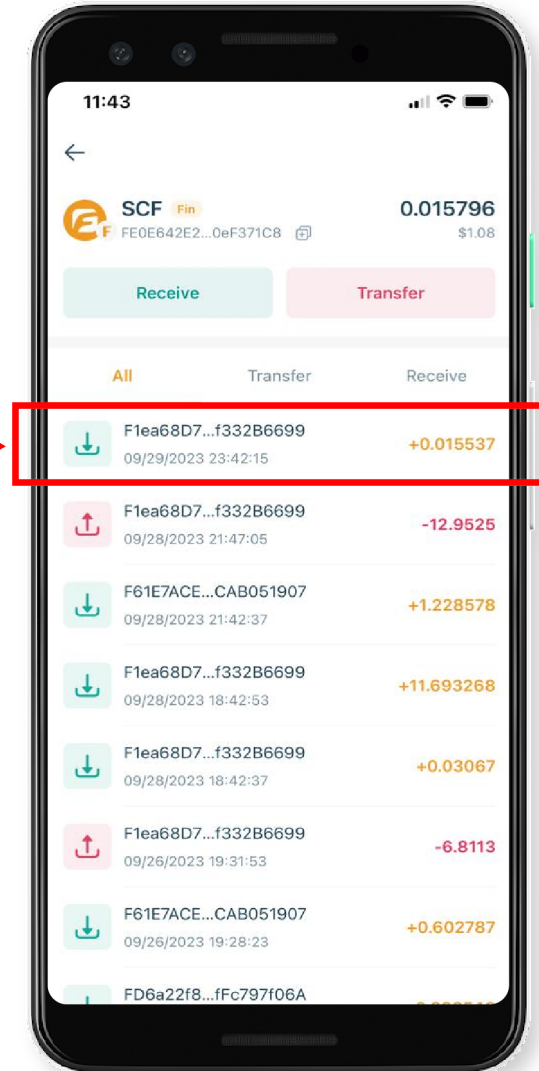 11:43
SCF Fin 0.015796
FE0E642E2...0eF371C8 $1.08
Receive Transfer
All Transfer Receive
F1ea68D7...f332B6699 +0.015537
09/29/2023 23:42:15
F1ea68D7...f332B6699 -12.9525
09/28/2023 21:47:05
F61E7ACE...CAB051907 +1.228578
09/28/2023 21:42:37
F1ea68D7...f332B6699 +11.693268
09/28/2023 18:42:53
F1ea68D7...f332B6699 +0.03067
09/28/2023 18:42:37
F1ea68D7...f332B6699 -6.8113
09/26/2023 19:31:53
F61E7ACE...CAB051907 +0.602787
09/26/2023 19:28:23
FD6a22f8...fFc797f06A